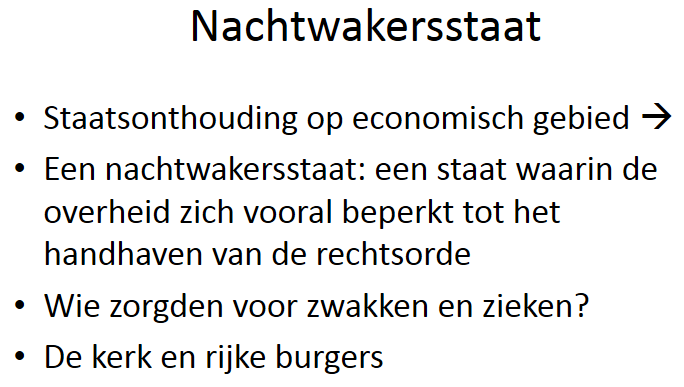 Nachtwakersstaat
• Staatsonthouding op economisch gebied →
• Een nachtwakersstaat: een staat waarin de
overheid zich vooral beperkt tot het
handhaven van de rechtsorde
• Wie zorgden voor zwakken en zieken?
• De kerk en rijke burgers